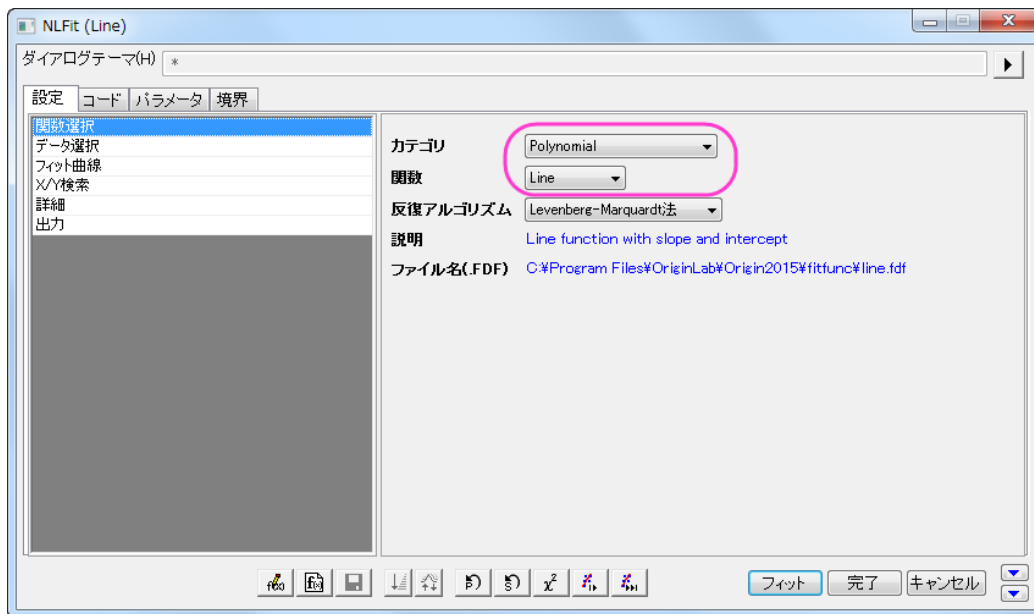 NLFit (Line)
ダイアログテーマ(H) *
設定 コード パラメータ 境界
関数選択
データ選択
フィット曲線
X/Y検索
詳細
出力
カテゴリ Polynomial
関数 Line
反復アルゴリズム Levenberg-Marquardt法
説明 Line function with slope and intercept
ファイル名(.FDF) C:¥Program Files¥OriginLab¥Origin2015¥fitfunc¥line.fdf
χ² フィット 完了 キャンセル